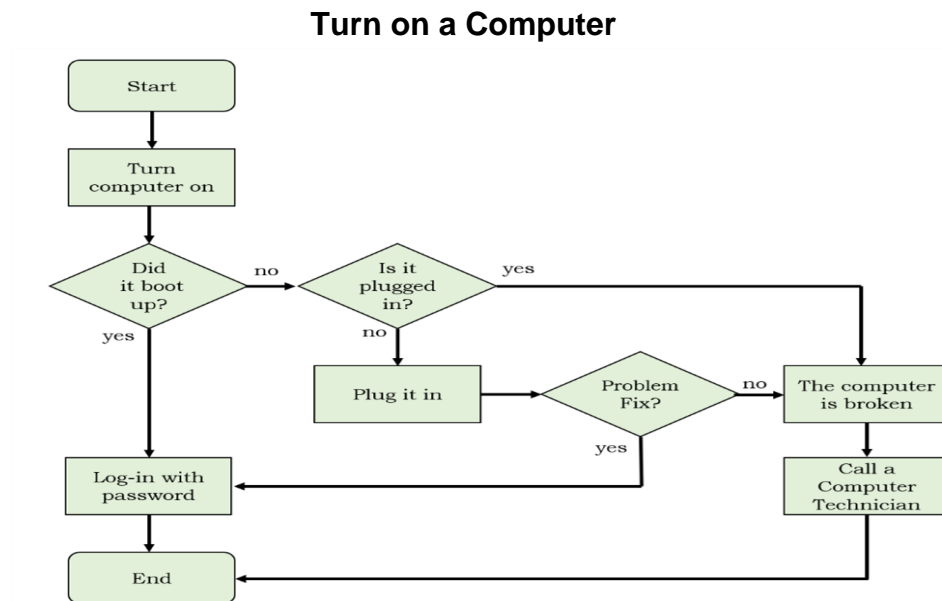 Turn on a Computer
Start
Turn
computer on
Did
it boot
up?
no
Is it
plugged
in?
yes
yes
no
Plug it in
Problem
Fix?
no
The computer
is broken
yes
Log-in with
password
Call a
Computer
Technician
End